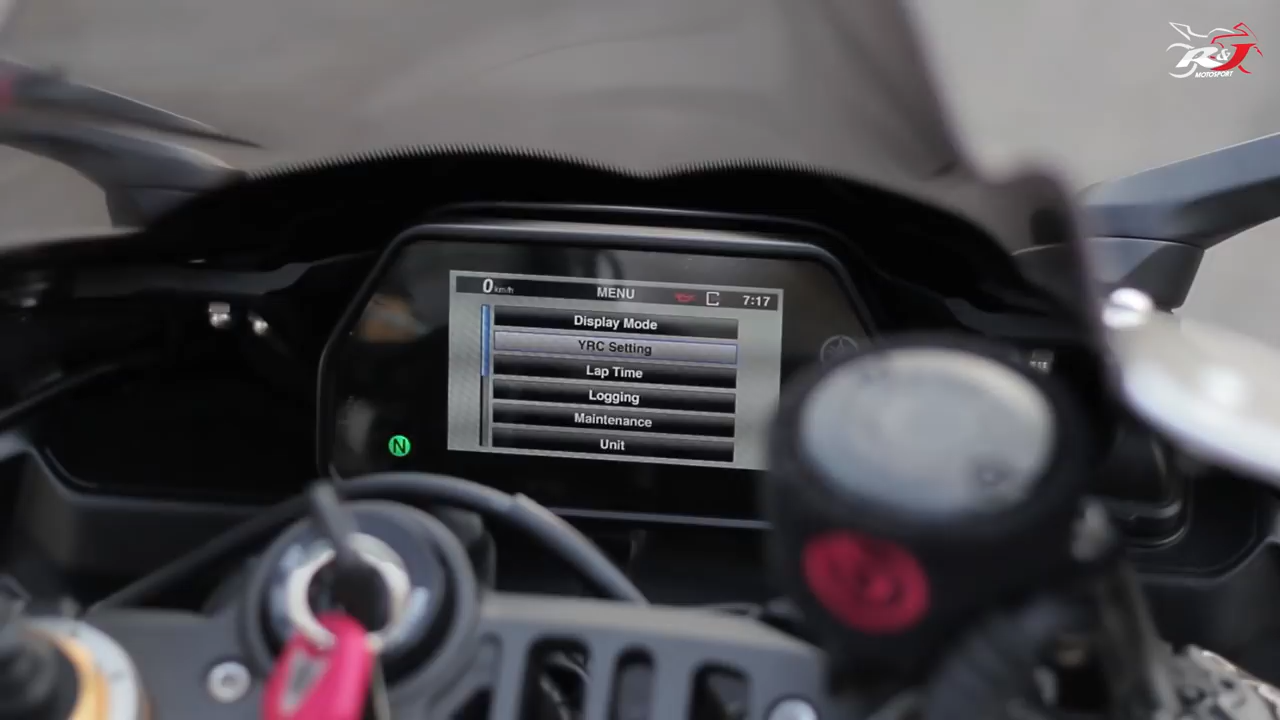 R&J
MOTOSPORT
0 km/h
MENU
7:17
Display Mode
YRC Setting
Lap Time
Logging
Maintenance
Unit
N